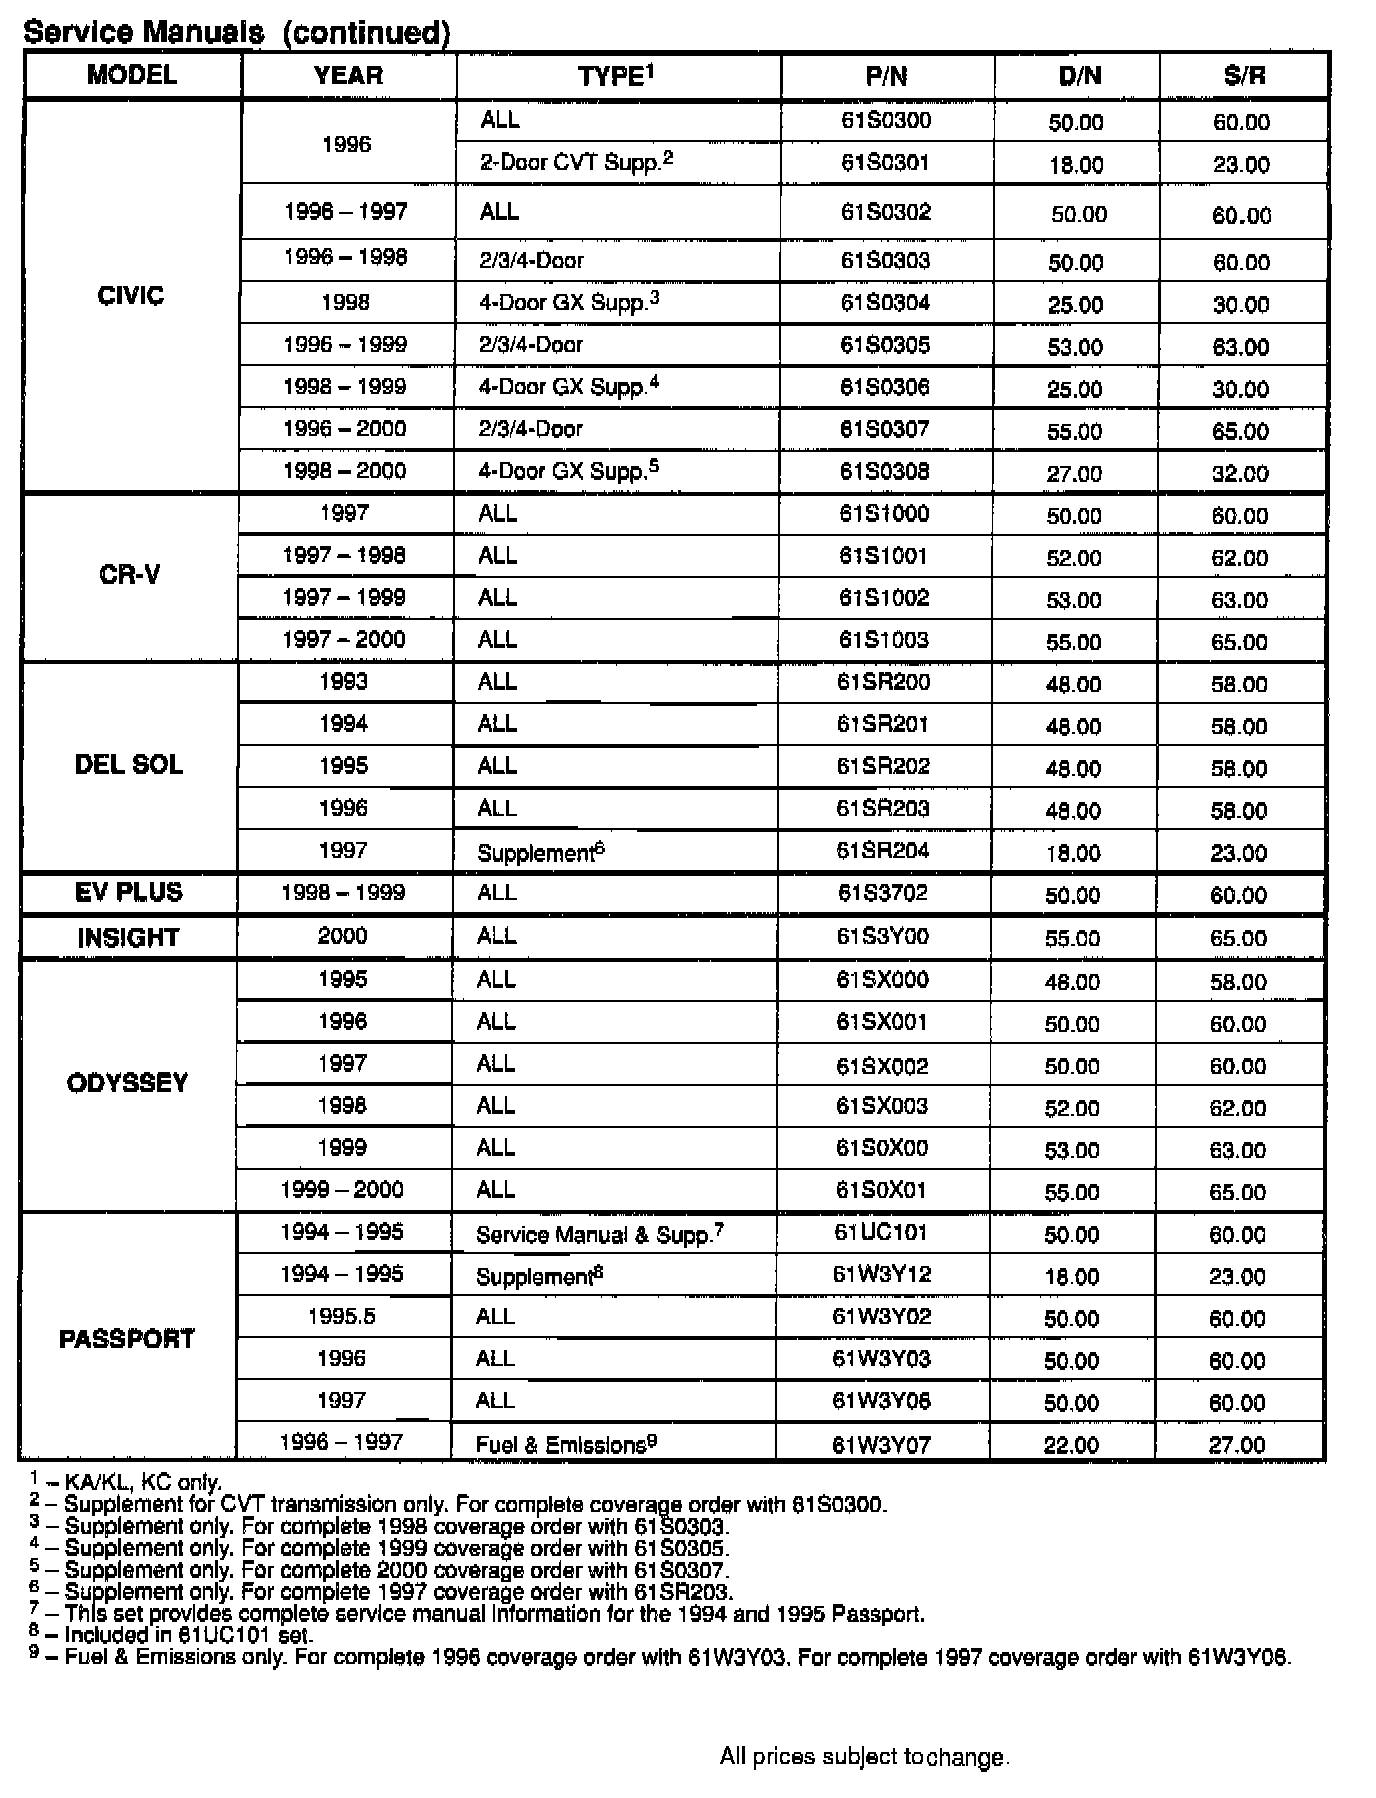 Service Manuals (continued)
MODEL YEAR TYPE1 P/N D/N S/R
CIVIC 1996 ALL 61S0300 50.00 60.00
2-Door CVT Supp.2 61S0301 18.00 23.00
1996 – 1997 ALL 61S0302 50.00 60.00
1996 – 1998 2/3/4-Door 61S0303 50.00 60.00
1998 4-Door GX Supp.3 61S0304 25.00 30.00
1996 – 1999 2/3/4-Door 61S0305 53.00 63.00
1998 – 1999 4-Door GX Supp.4 61S0306 25.00 30.00
1996 – 2000 2/3/4-Door 61S0307 55.00 65.00
1998 – 2000 4-Door GX Supp.5 61S0308 27.00 32.00
CR-V 1997 ALL 61S1000 50.00 60.00
1997 – 1998 ALL 61S1001 52.00 62.00
1997 – 1999 ALL 61S1002 53.00 63.00
1997 – 2000 ALL 61S1003 55.00 65.00
DEL SOL 1993 ALL 61SR200 48.00 58.00
1994 ALL 61SR201 48.00 58.00
1995 ALL 61SR202 48.00 58.00
1996 ALL 61SR203 48.00 58.00
1997 Supplement6 61SR204 18.00 23.00
EV PLUS 1998 – 1999 ALL 61S3702 50.00 60.00
INSIGHT 2000 ALL 61S3Y00 55.00 65.00
ODYSSEY 1995 ALL 61SX000 48.00 58.00
1996 ALL 61SX001 50.00 60.00
1997 ALL 61SX002 50.00 60.00
1998 ALL 61SX003 52.00 62.00
1999 ALL 61S0X00 53.00 63.00
1999 – 2000 ALL 61S0X01 55.00 65.00
PASSPORT 1994 – 1995 Service Manual & Supp.7 61UC101 50.00 60.00
1994 – 1995 Supplement8 61W3Y12 18.00 23.00
1995.5 ALL 61W3Y02 50.00 60.00
1996 ALL 61W3Y03 50.00 60.00
1997 ALL 61W3Y06 50.00 60.00
1996 – 1997 Fuel & Emissions9 61W3Y07 22.00 27.00
1 – KA/KL, KC only.
2 – Supplement for CVT transmission only. For complete coverage order with 61S0300.
3 – Supplement only. For complete 1998 coverage order with 61S0303.
4 – Supplement only. For complete 1999 coverage order with 61S0305.
5 – Supplement only. For complete 2000 coverage order with 61S0307.
6 – Supplement only. For complete 1997 coverage order with 61SR203.
7 – This set provides complete service manual information for the 1994 and 1995 Passport.
8 – Included in 61UC101 set.
9 – Fuel & Emissions only. For complete 1996 coverage order with 61W3Y03. For complete 1997 coverage order with 61W3Y06.
All prices subject to change.